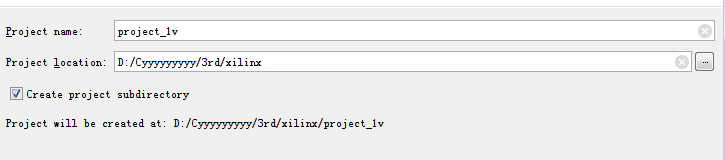 Project name: project_1v
Project location: D:/Cyyyyyyyyy/3rd/xilinx ...
Create project subdirectory
Project will be created at: D:/Cyyyyyyyyy/3rd/xilinx/project_1v